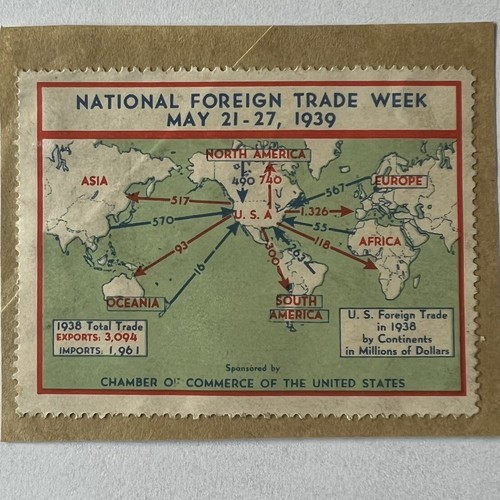 NATIONAL FOREIGN TRADE WEEK
MAY 21-27, 1939
NORTH AMERICA
ASIA
EUROPE
490 740
567
517
U. S. A
1,326
570
55
AFRICA
93
118
300
263
16
OCEANIA
SOUTH
AMERICA
1938 Total Trade
EXPORTS: 3,094
IMPORTS: 1,961
U. S. Foreign Trade
in 1938
by Continents
in Millions of Dollars
Sponsored by
CHAMBER OF COMMERCE OF THE UNITED STATES